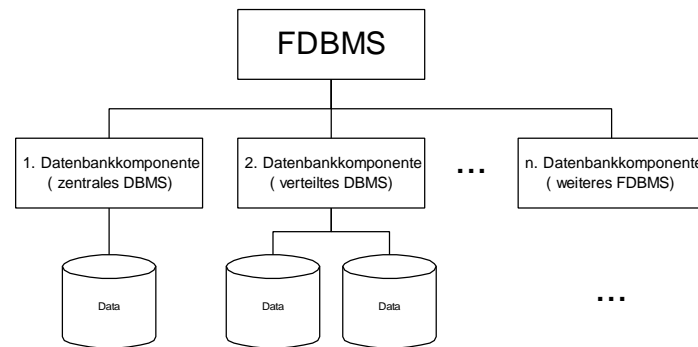 FDBMS
1. Datenbankkomponente
( zentrales DBMS)
2. Datenbankkomponente
( verteiltes DBMS)
...
n. Datenbankkomponente
( weiteres FDBMS)
Data
Data
Data
...